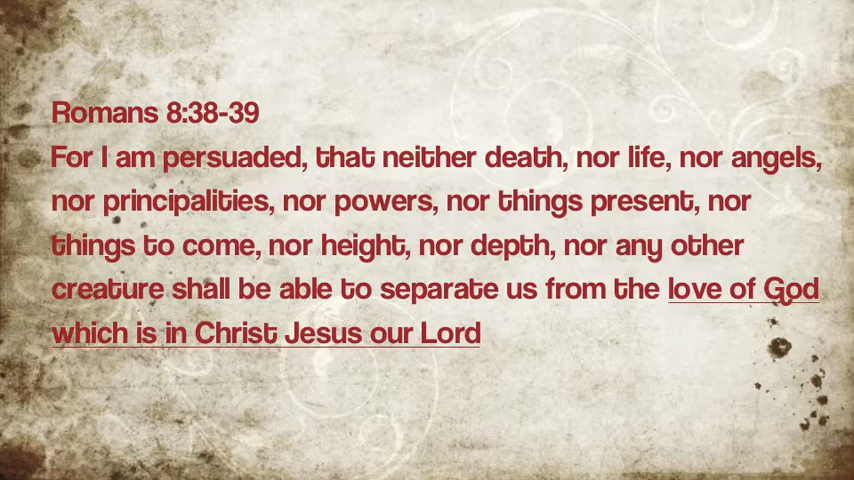 Romans 8:38-39
For I am persuaded, that neither death, nor life, nor angels,
nor principalities, nor powers, nor things present, nor
things to come, nor height, nor depth, nor any other
creature shall be able to separate us from the love of God
which is in Christ Jesus our Lord